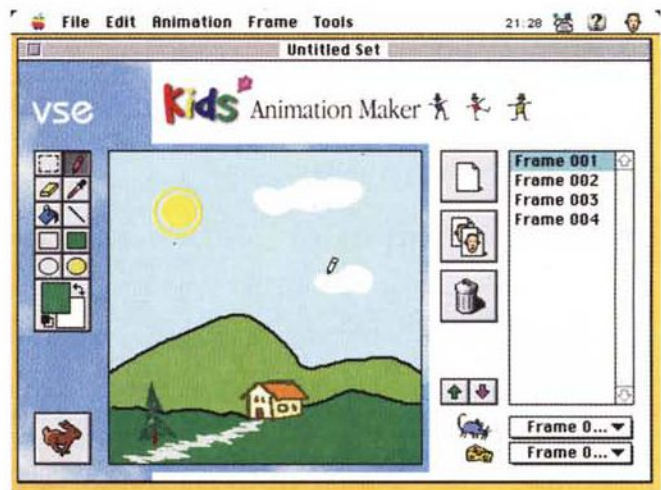 File Edit Animation Frame Tools 21:28
Untitled Set
vse
Kids' Animation Maker
Frame 001
Frame 002
Frame 003
Frame 004
Frame 0...
Frame 0...